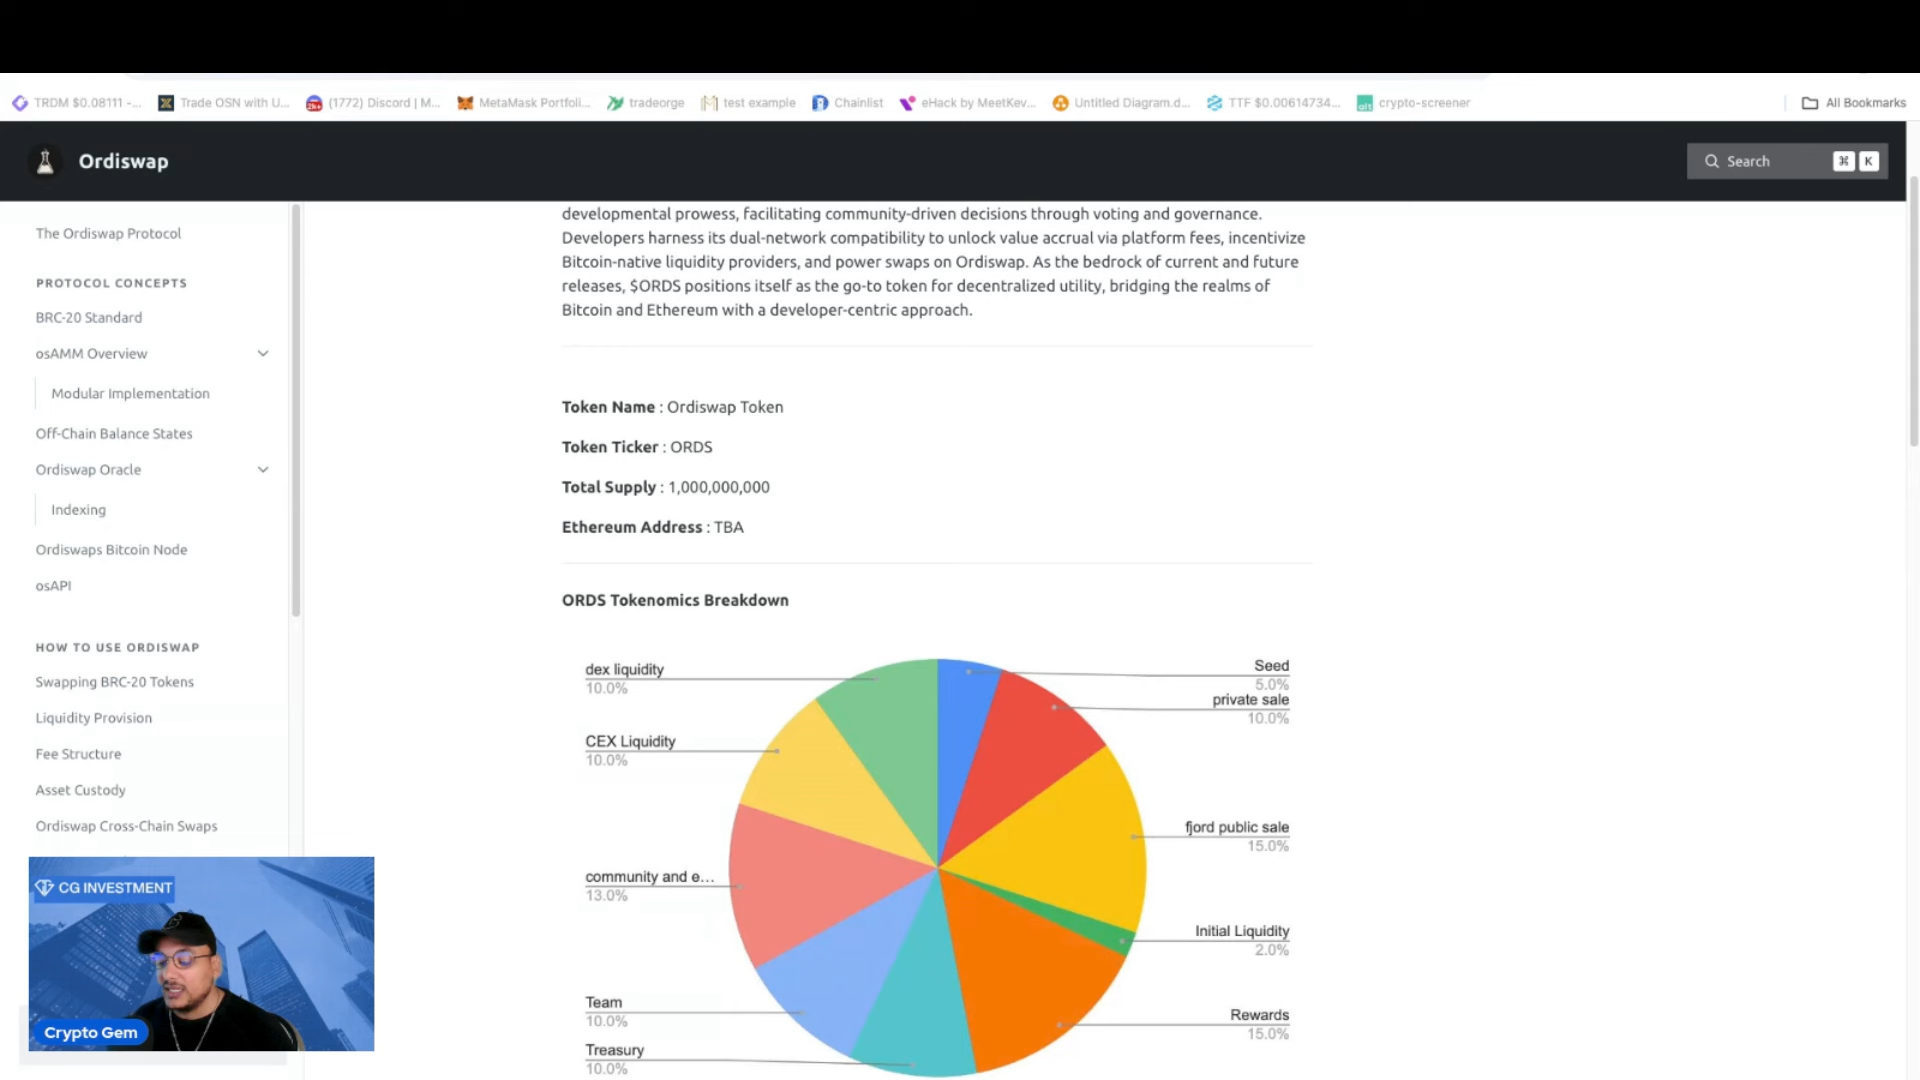 TRDM $0.08111 -...
Trade OSN with U...
(1772) Discord | M...
MetaMask Portfoli...
tradeorge
test example
Chainlist
eHack by MeetKev...
Untitled Diagram.d...
TTF $0.00614734...
crypto-screener
All Bookmarks
Ordiswap
Search
⌘ K
The Ordiswap Protocol
PROTOCOL CONCEPTS
BRC-20 Standard
osAMM Overview
Modular Implementation
Off-Chain Balance States
Ordiswap Oracle
Indexing
Ordiswaps Bitcoin Node
osAPI
HOW TO USE ORDISWAP
Swapping BRC-20 Tokens
Liquidity Provision
Fee Structure
Asset Custody
Ordiswap Cross-Chain Swaps
developmental prowess, facilitating community-driven decisions through voting and governance.
Developers harness its dual-network compatibility to unlock value accrual via platform fees, incentivize
Bitcoin-native liquidity providers, and power swaps on Ordiswap. As the bedrock of current and future
releases, $ORDS positions itself as the go-to token for decentralized utility, bridging the realms of
Bitcoin and Ethereum with a developer-centric approach.
Token Name : Ordiswap Token
Token Ticker : ORDS
Total Supply : 1,000,000,000
Ethereum Address : TBA
ORDS Tokenomics Breakdown
dex liquidity
10.0%
CEX Liquidity
10.0%
community and e...
13.0%
Team
10.0%
Treasury
10.0%
Seed
5.0%
private sale
10.0%
fjord public sale
15.0%
Initial Liquidity
2.0%
Rewards
15.0%
CG INVESTMENT
Crypto Gem